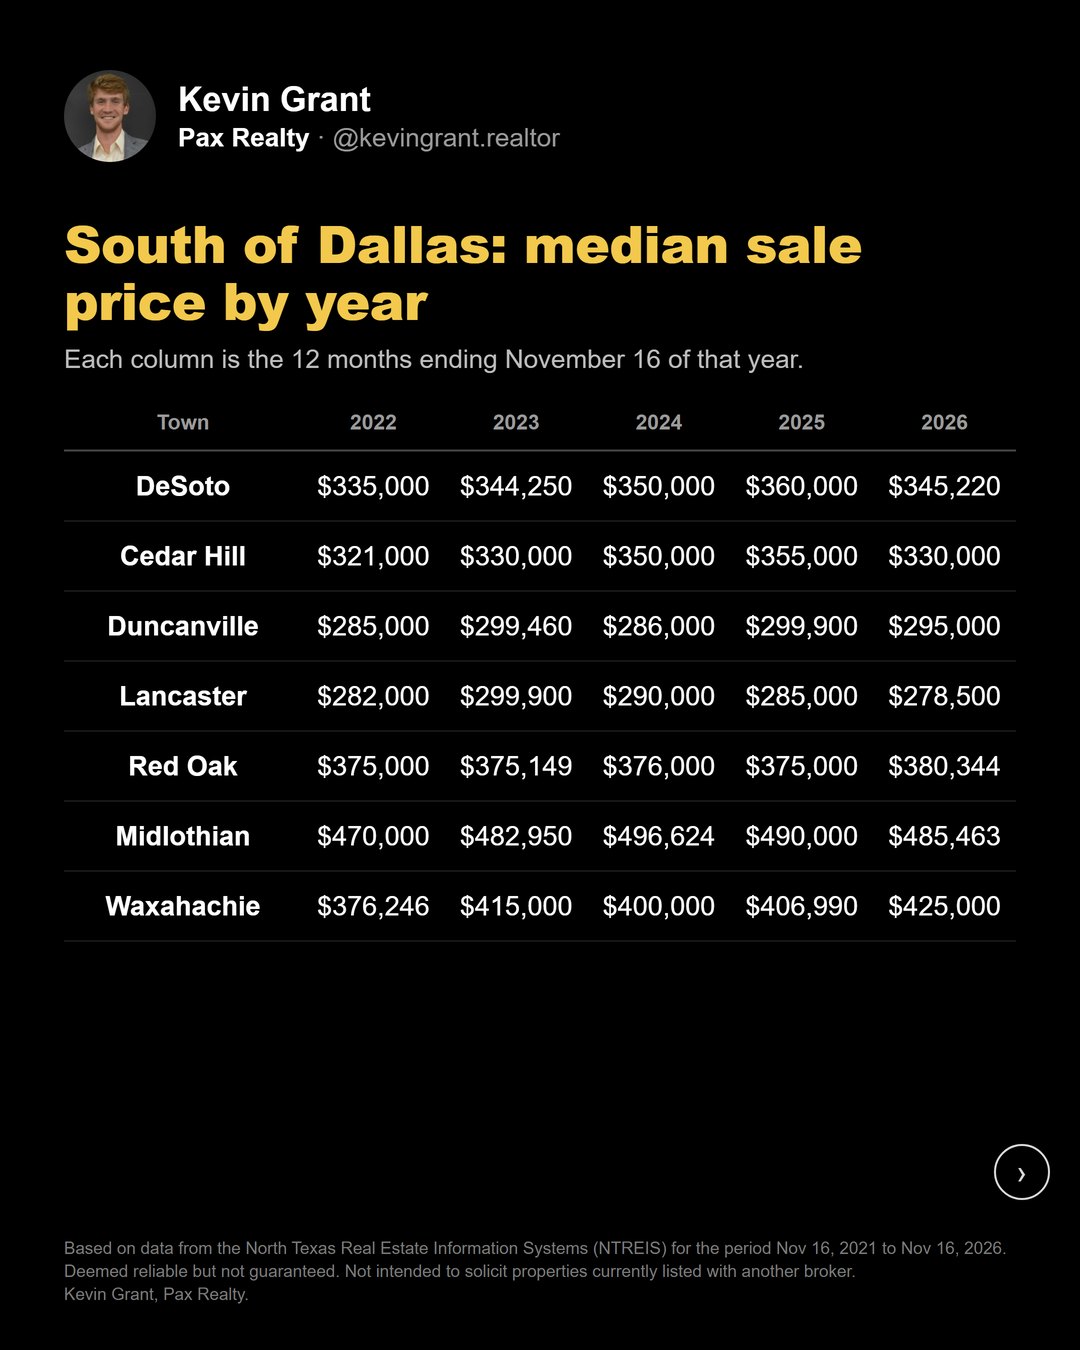 Kevin Grant
Pax Realty · @kevingrant.realtor
South of Dallas: median sale
price by year
Each column is the 12 months ending November 16 of that year.
Town 2022 2023 2024 2025 2026
DeSoto $335,000 $344,250 $350,000 $360,000 $345,220
Cedar Hill $321,000 $330,000 $350,000 $355,000 $330,000
Duncanville $285,000 $299,460 $286,000 $299,900 $295,000
Lancaster $282,000 $299,900 $290,000 $285,000 $278,500
Red Oak $375,000 $375,149 $376,000 $375,000 $380,344
Midlothian $470,000 $482,950 $496,624 $490,000 $485,463
Waxahachie $376,246 $415,000 $400,000 $406,990 $425,000
Based on data from the North Texas Real Estate Information Systems (NTREIS) for the period Nov 16, 2021 to Nov 16, 2026.
Deemed reliable but not guaranteed. Not intended to solicit properties currently listed with another broker.
Kevin Grant, Pax Realty.